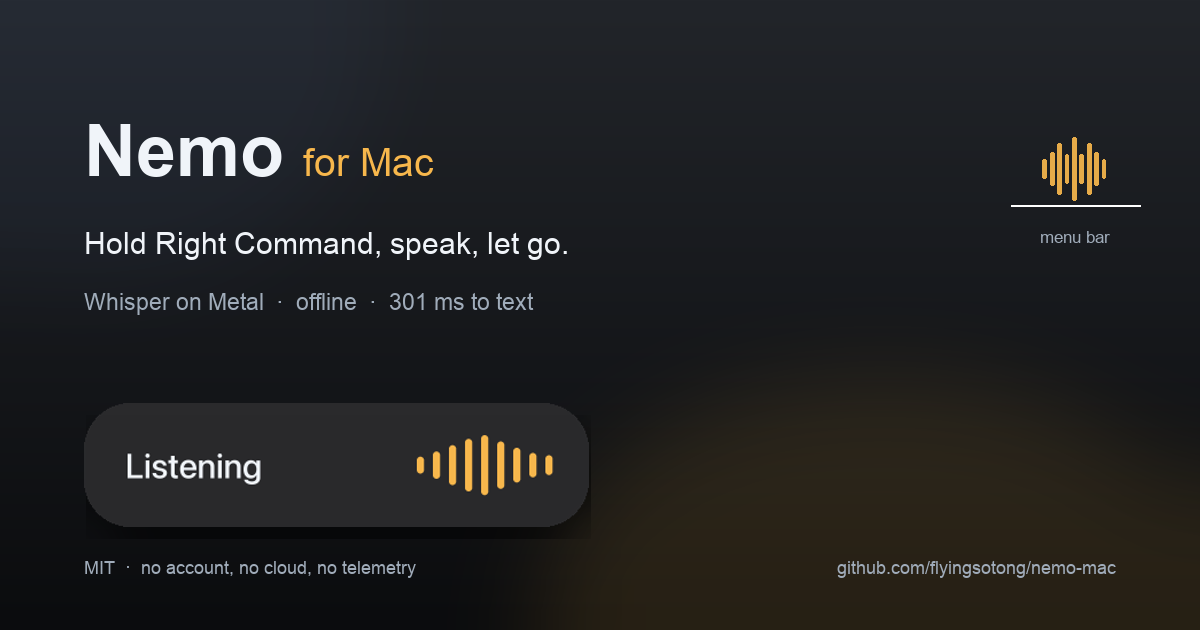 Nemo for Mac
menu bar
Hold Right Command, speak, let go.
Whisper on Metal · offline · 301 ms to text
Listening
MIT · no account, no cloud, no telemetry
github.com/flyingsotong/nemo-mac